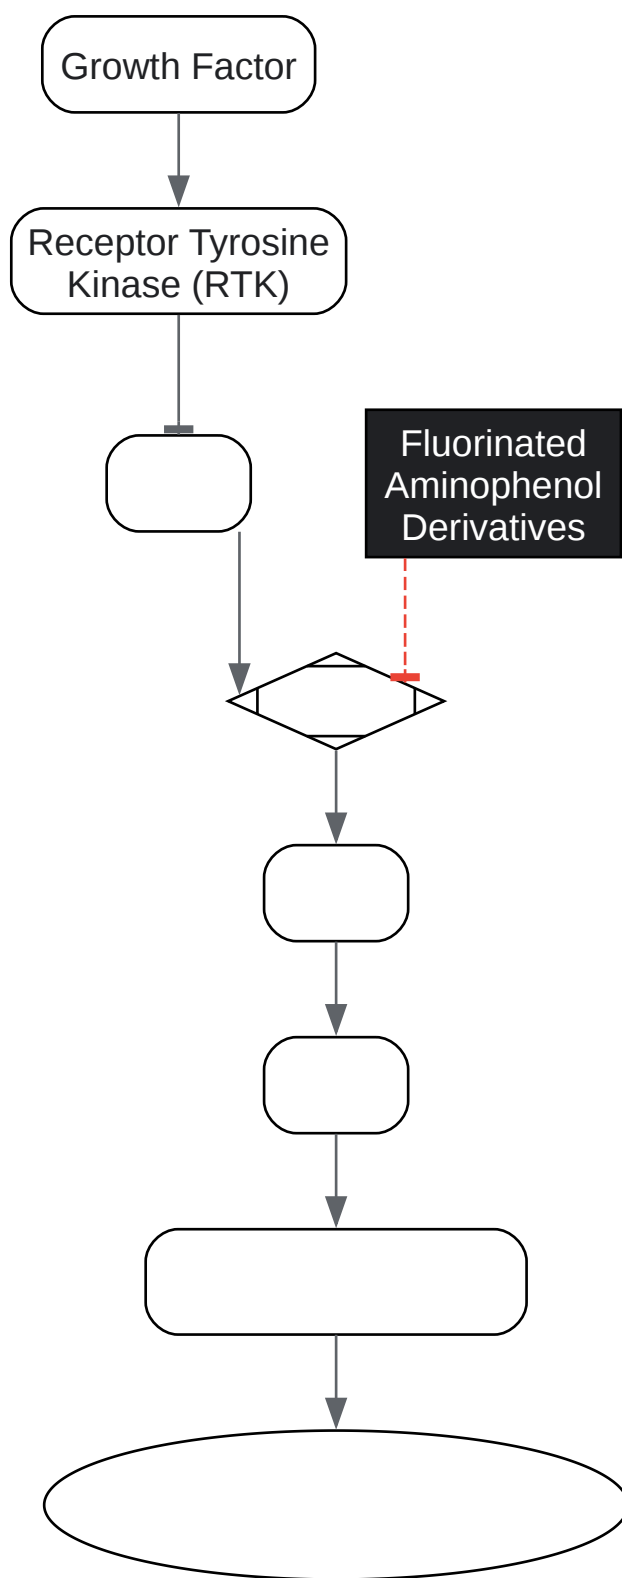 Growth Factor
Receptor Tyrosine
Kinase (RTK)
Fluorinated
Aminophenol
Derivatives